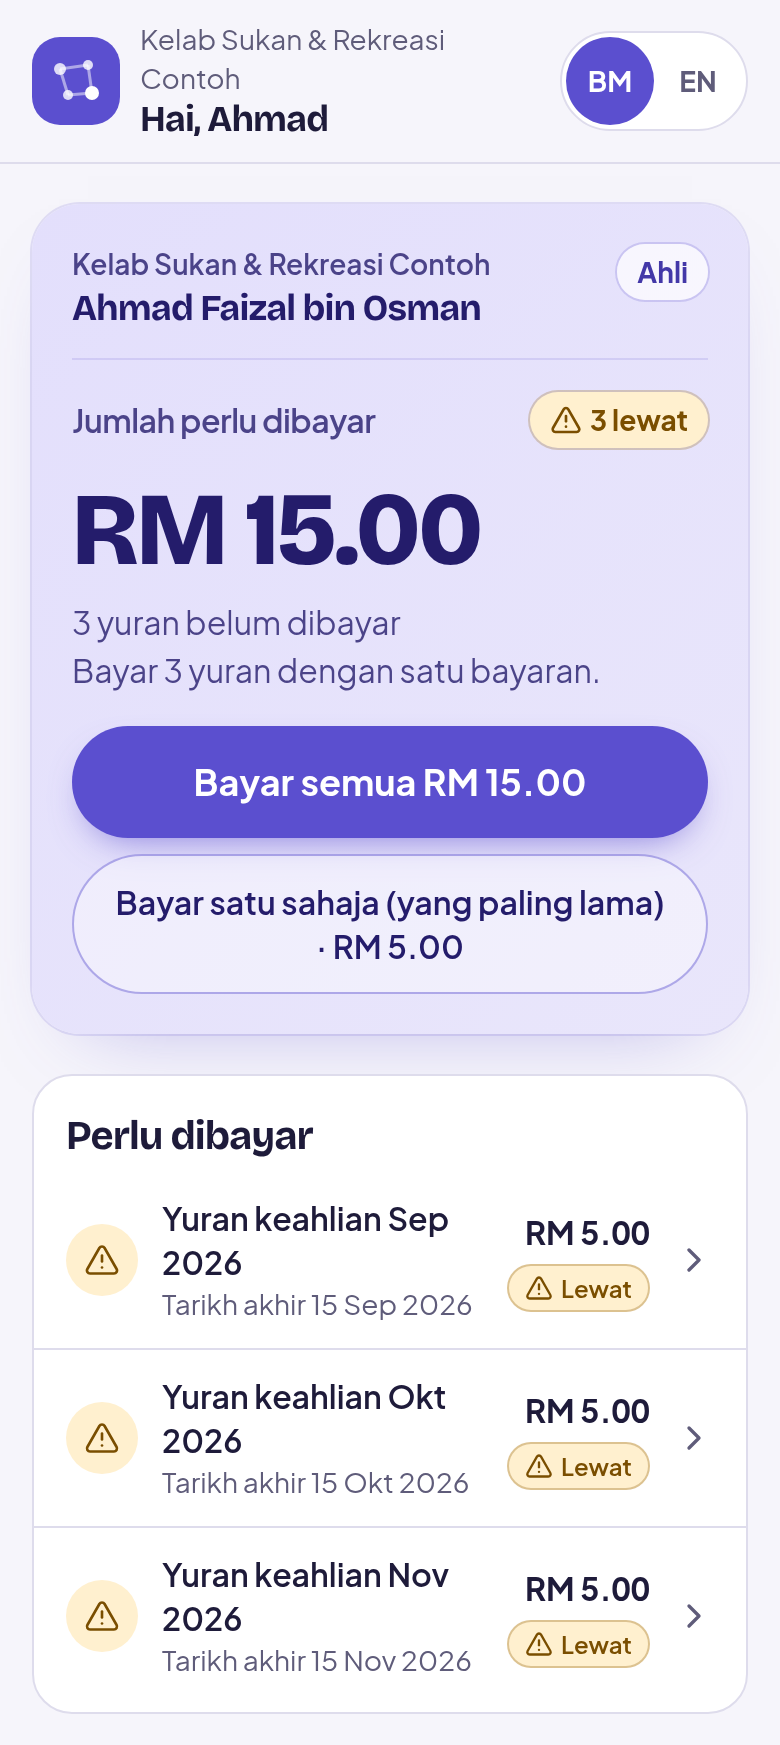 Kelab Sukan & Rekreasi
Contoh
Hai, Ahmad
BM
EN
Kelab Sukan & Rekreasi Contoh
Ahli
Ahmad Faizal bin Osman
Jumlah perlu dibayar
3 lewat
RM 15.00
3 yuran belum dibayar
Bayar 3 yuran dengan satu bayaran.
Bayar semua RM 15.00
Bayar satu sahaja (yang paling lama)
· RM 5.00
Perlu dibayar
Yuran keahlian Sep
2026
Tarikh akhir 15 Sep 2026
RM 5.00
Lewat
Yuran keahlian Okt
2026
Tarikh akhir 15 Okt 2026
RM 5.00
Lewat
Yuran keahlian Nov
2026
Tarikh akhir 15 Nov 2026
RM 5.00
Lewat